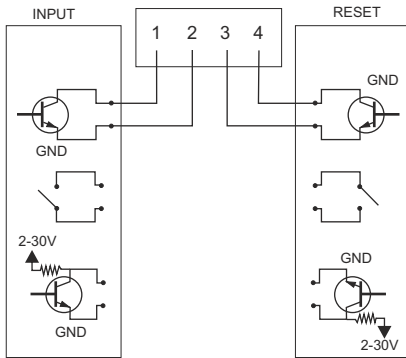 INPUT
RESET
1 2 3 4
GND
GND
2-30V
GND
GND
2-30V